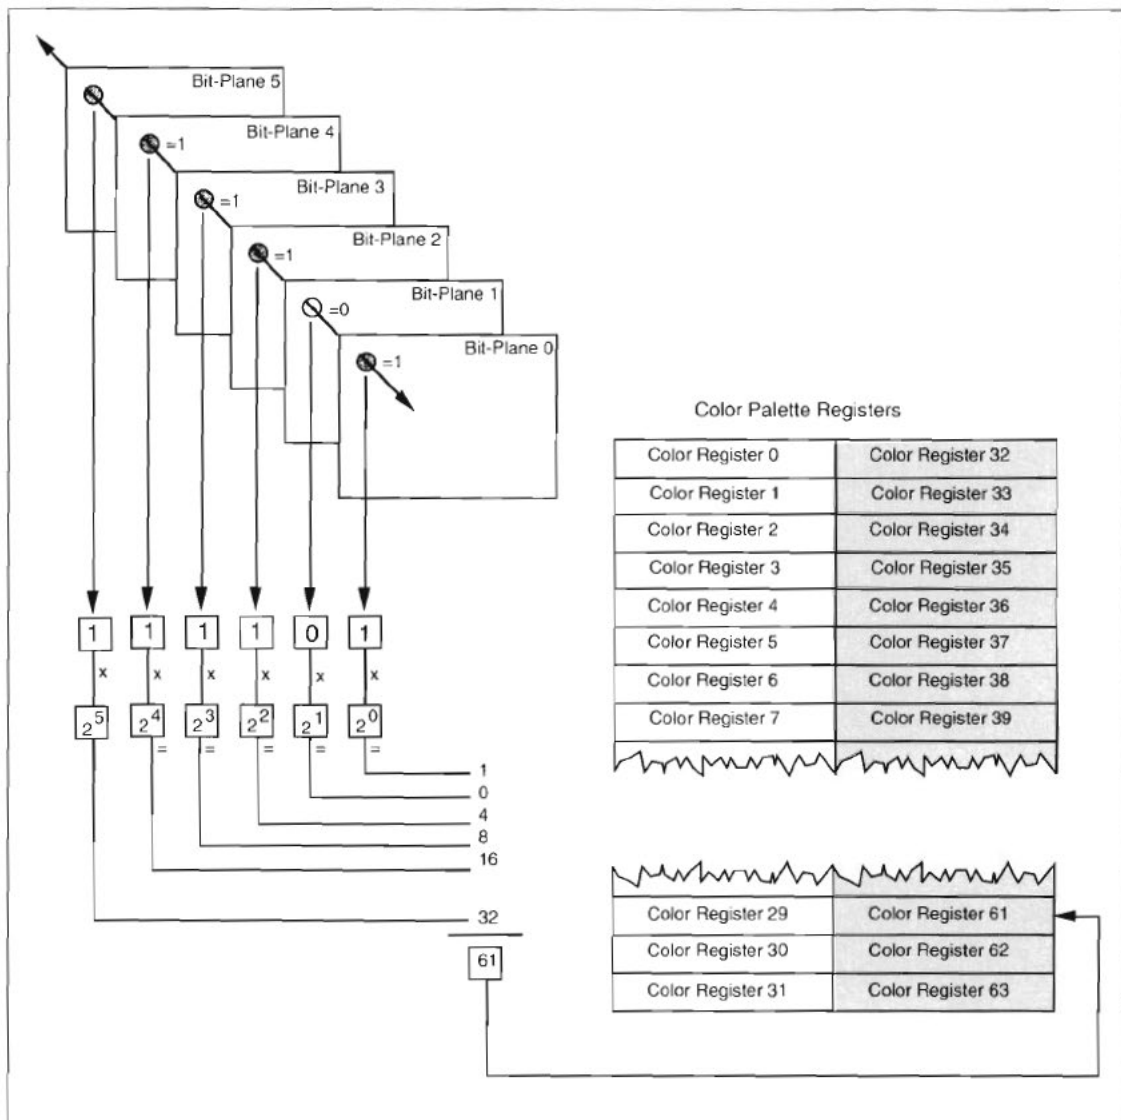 Bit-Plane 5
Bit-Plane 4
=1
Bit-Plane 3
=1
Bit-Plane 2
=1
Bit-Plane 1
=0
Bit-Plane 0
=1
Color Palette Registers
Color Register 0 Color Register 32
Color Register 1 Color Register 33
Color Register 2 Color Register 34
Color Register 3 Color Register 35
Color Register 4 Color Register 36
Color Register 5 Color Register 37
Color Register 6 Color Register 38
Color Register 7 Color Register 39
1 1 1 1 0 1
x x x x x x
2^5 2^4 2^3 2^2 2^1 2^0
= = = = =
1
0
4
8
16
32
61
Color Register 29 Color Register 61
Color Register 30 Color Register 62
Color Register 31 Color Register 63